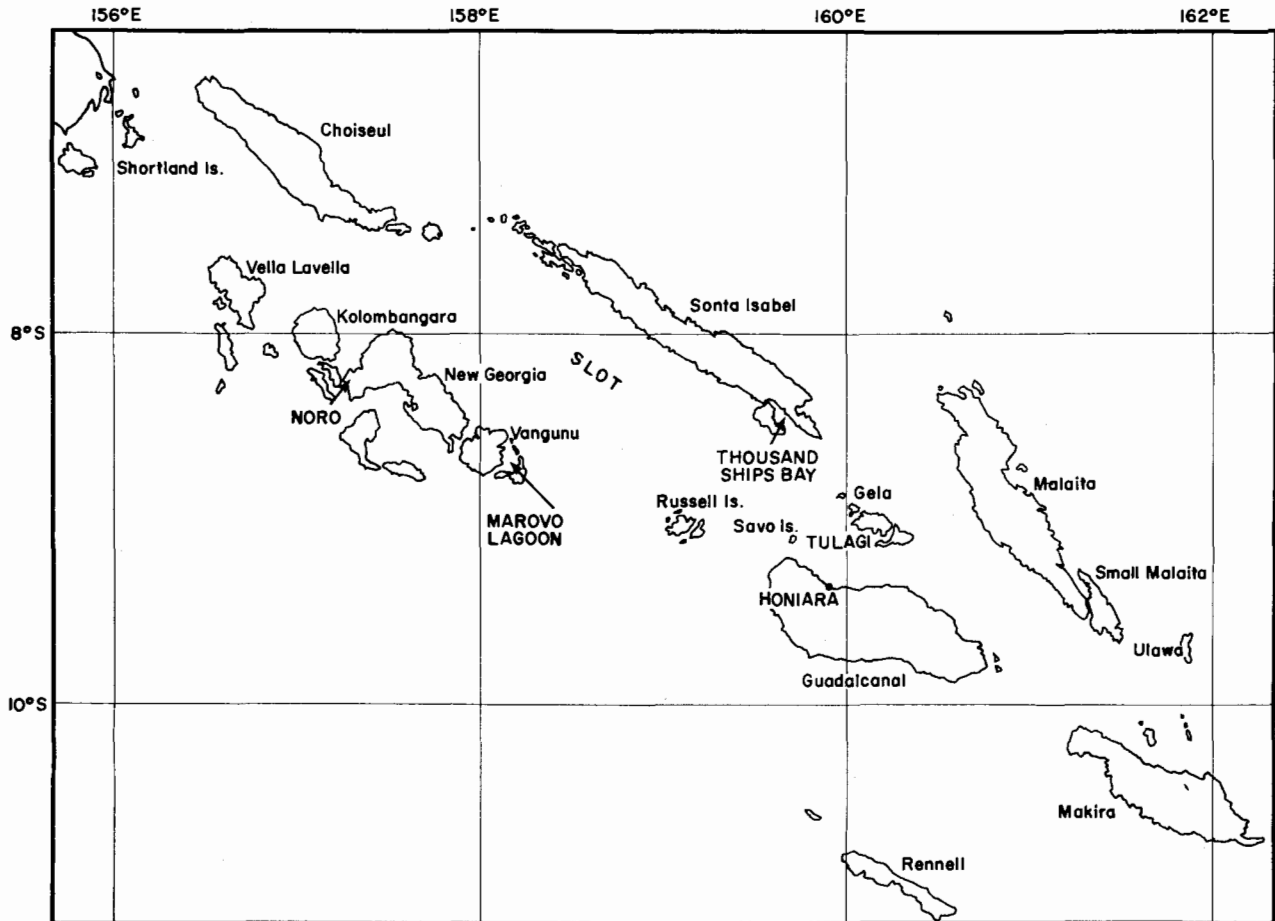 156°E 158°E 160°E 162°E
Choiseul
Shortland Is.
Vella Lavella
Sonta Isabel
Kolombangara
8°S
SLOT
New Georgia
NORO
Vangunu
THOUSAND
SHIPS BAY
Malaita
Gela
Russell Is.
MAROVO
LAGOON
Savo Is.
TULAGI
Small Malaita
HONIARA
Ulawa
Guadalcanal
10°S
Makira
Rennell